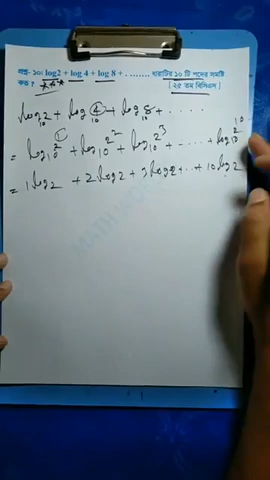 প্রশ্ন- ১০: log2 + log 4 + log 8 + ........ ধারাটির ১০ টি পদের সমষ্টি
কত ? [ ২৫ তম বিসিএস ]
log₁₀2 + log₁₀4 + log₁₀8 + ....
= log₁₀2¹ + log₁₀2² + log₁₀2³ + ..... + log₁₀2¹⁰
= 1log2 + 2log2 + 3log2 + ... + 10log2